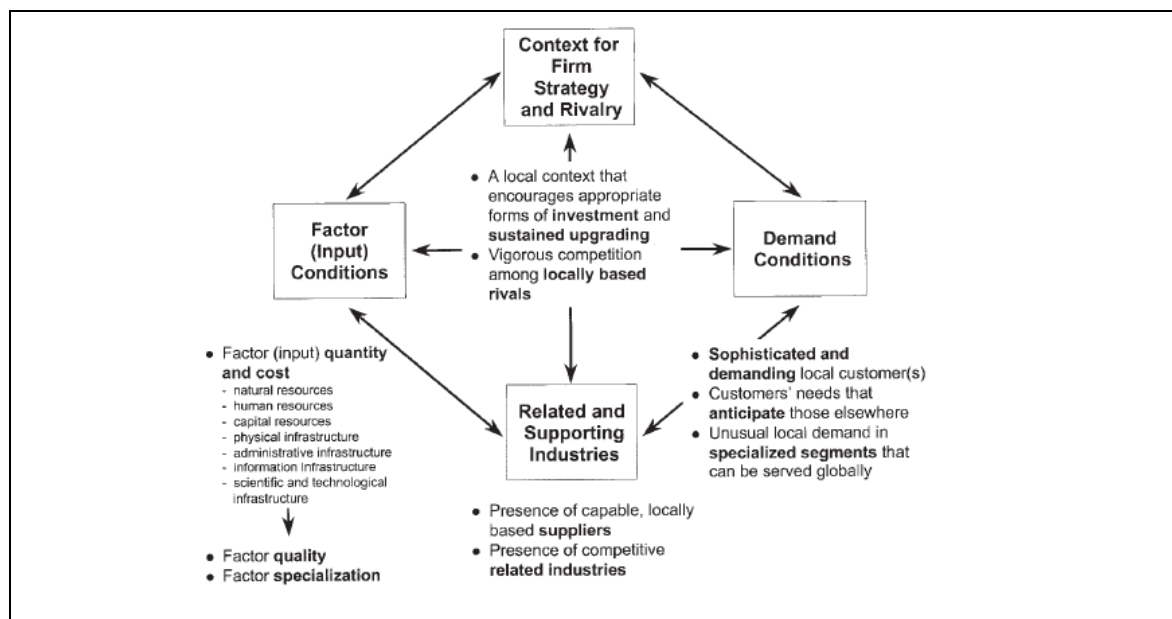 Context for
Firm
Strategy
and Rivalry
● A local context that
encourages appropriate
forms of investment and
sustained upgrading
● Vigorous competition
among locally based
rivals
Factor
(Input)
Conditions
Demand
Conditions
● Factor (input) quantity
and cost
- natural resources
- human resources
- capital resources
- physical infrastructure
- administrative infrastructure
- information infrastructure
- scientific and technological
infrastructure
● Factor quality
● Factor specialization
Related and
Supporting
Industries
● Presence of capable, locally
based suppliers
● Presence of competitive
related industries
● Sophisticated and
demanding local customer(s)
● Customers' needs that
anticipate those elsewhere
● Unusual local demand in
specialized segments that
can be served globally